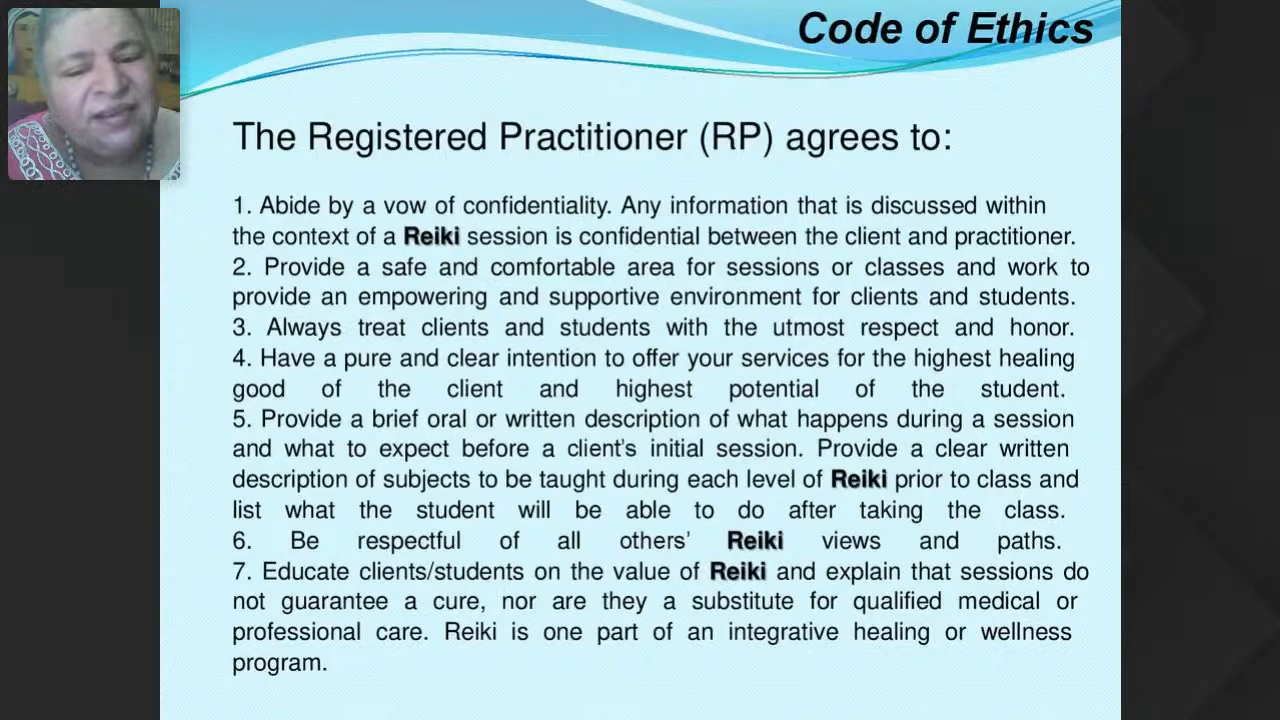 Code of Ethics
The Registered Practitioner (RP) agrees to:
1. Abide by a vow of confidentiality. Any information that is discussed within
the context of a Reiki session is confidential between the client and practitioner.
2. Provide a safe and comfortable area for sessions or classes and work to
provide an empowering and supportive environment for clients and students.
3. Always treat clients and students with the utmost respect and honor.
4. Have a pure and clear intention to offer your services for the highest healing
good of the client and highest potential of the student.
5. Provide a brief oral or written description of what happens during a session
and what to expect before a client’s initial session. Provide a clear written
description of subjects to be taught during each level of Reiki prior to class and
list what the student will be able to do after taking the class.
6. Be respectful of all others’ Reiki views and paths.
7. Educate clients/students on the value of Reiki and explain that sessions do
not guarantee a cure, nor are they a substitute for qualified medical or
professional care. Reiki is one part of an integrative healing or wellness
program.